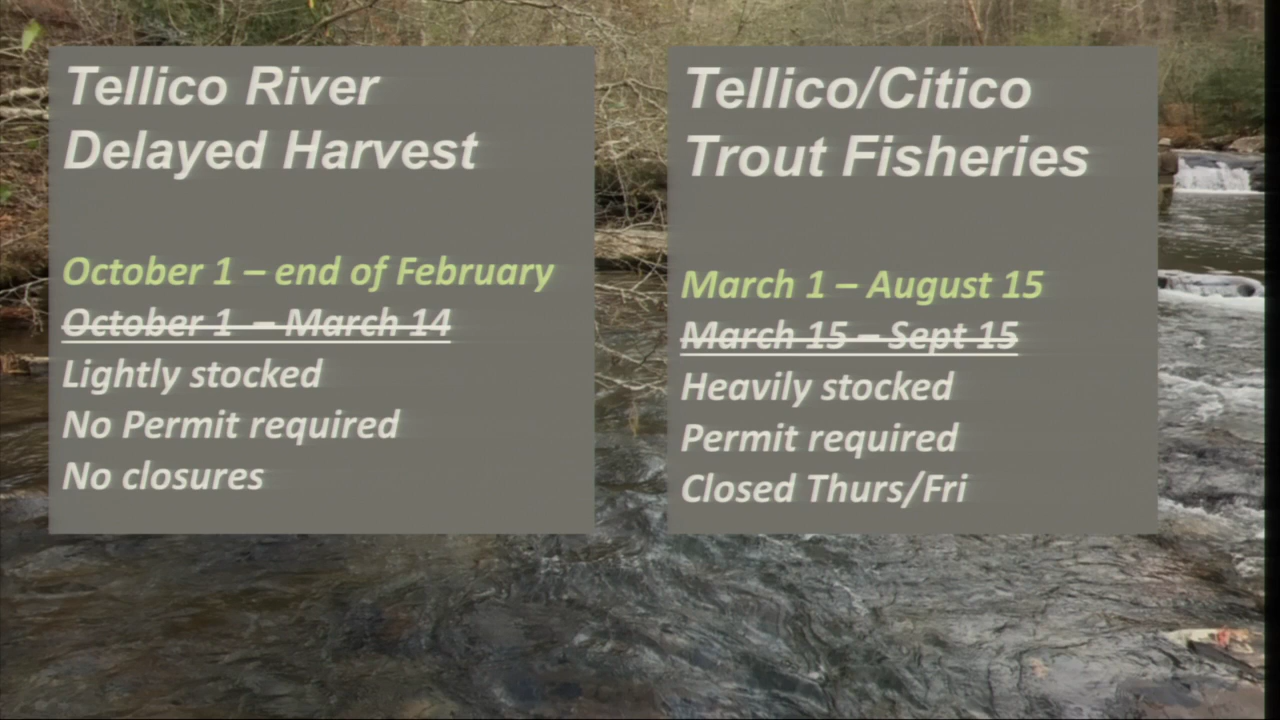 Tellico River
Delayed Harvest
October 1 – end of February
October 1 – March 14
Lightly stocked
No Permit required
No closures
Tellico/Citico
Trout Fisheries
March 1 – August 15
March 15 – Sept 15
Heavily stocked
Permit required
Closed Thurs/Fri